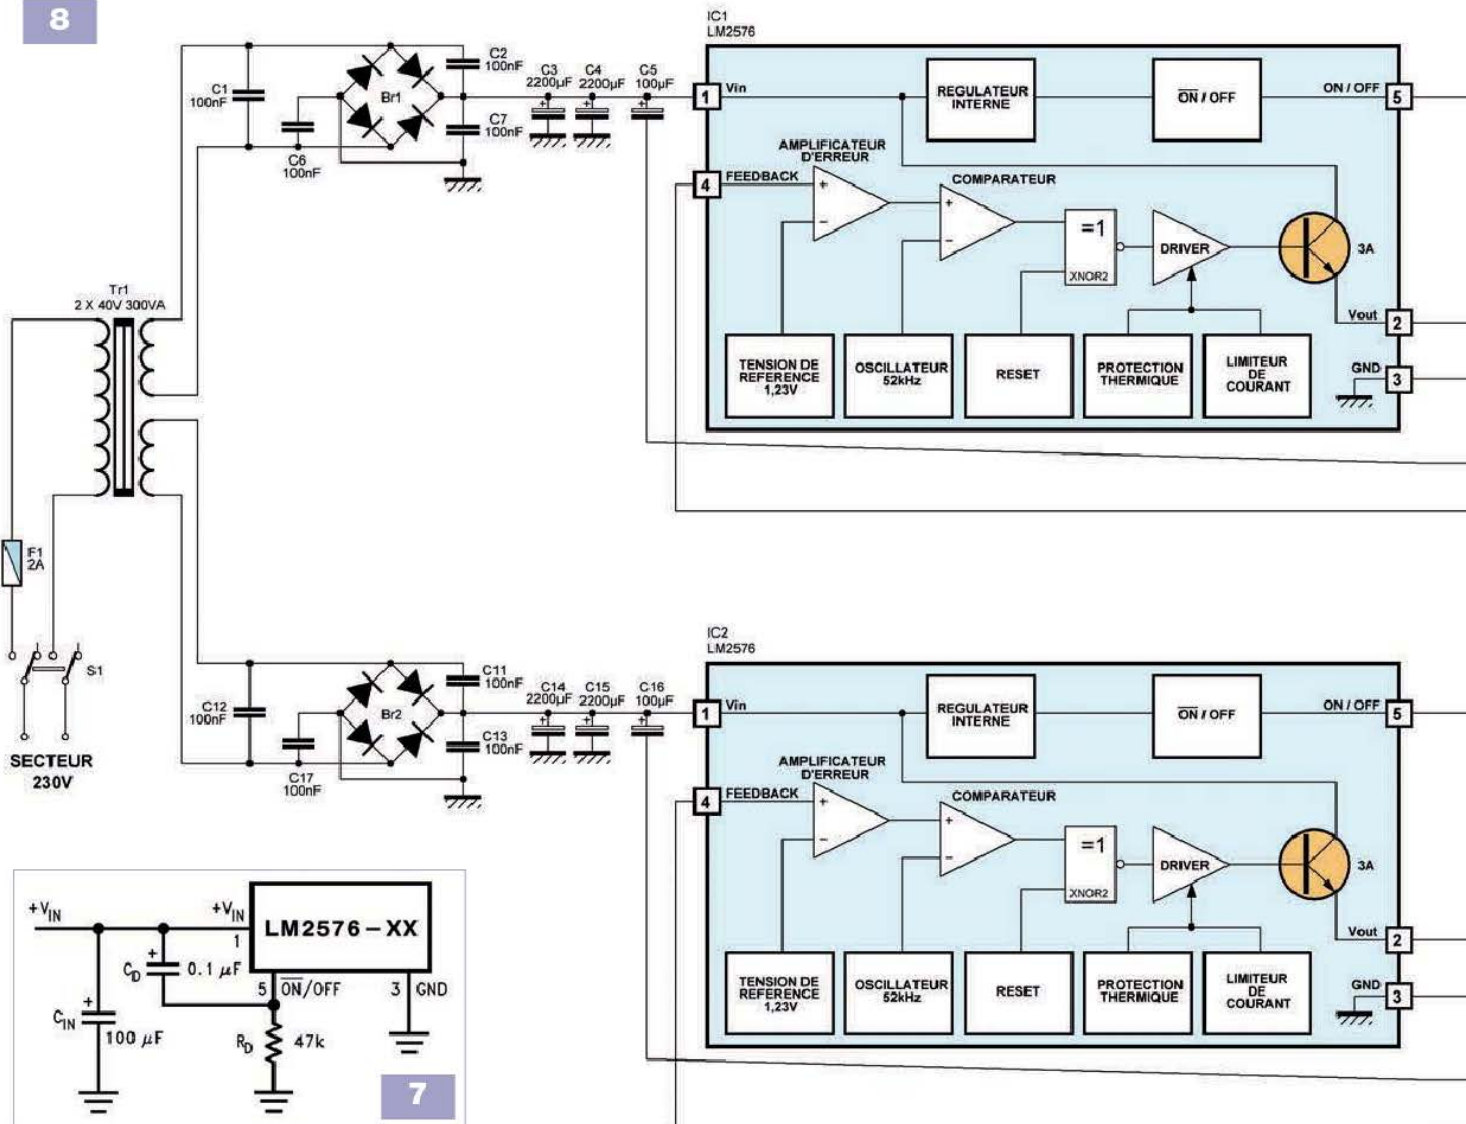 8
IC1
LM2576
C1
100nF
C6
100nF
Br1
C2
100nF
C7
100nF
C3
2200µF
C4
2200µF
C5
100µF
1
Vin
REGULATEUR
INTERNE
ON / OFF
ON / OFF
5
AMPLIFICATEUR
D'ERREUR
4
FEEDBACK
COMPARATEUR
+
−
+
−
=1
XNOR2
DRIVER
3A
Vout
2
GND
3
TENSION DE
REFERENCE
1,23V
OSCILLATEUR
52kHz
RESET
PROTECTION
THERMIQUE
LIMITEUR
DE
COURANT
Tr1
2 X 40V 300VA
F1
2A
S1
SECTEUR
230V
IC2
LM2576
C12
100nF
C17
100nF
Br2
C11
100nF
C13
100nF
C14
2200µF
C15
2200µF
C16
100µF
1
Vin
REGULATEUR
INTERNE
ON / OFF
ON / OFF
5
AMPLIFICATEUR
D'ERREUR
4
FEEDBACK
COMPARATEUR
+
−
+
−
=1
XNOR2
DRIVER
3A
Vout
2
GND
3
TENSION DE
REFERENCE
1,23V
OSCILLATEUR
52kHz
RESET
PROTECTION
THERMIQUE
LIMITEUR
DE
COURANT
+VIN
+VIN
1
LM2576-XX
+
CD
0.1 µF
5
ON/OFF
3
GND
+
CIN
100 µF
RD
47k
7